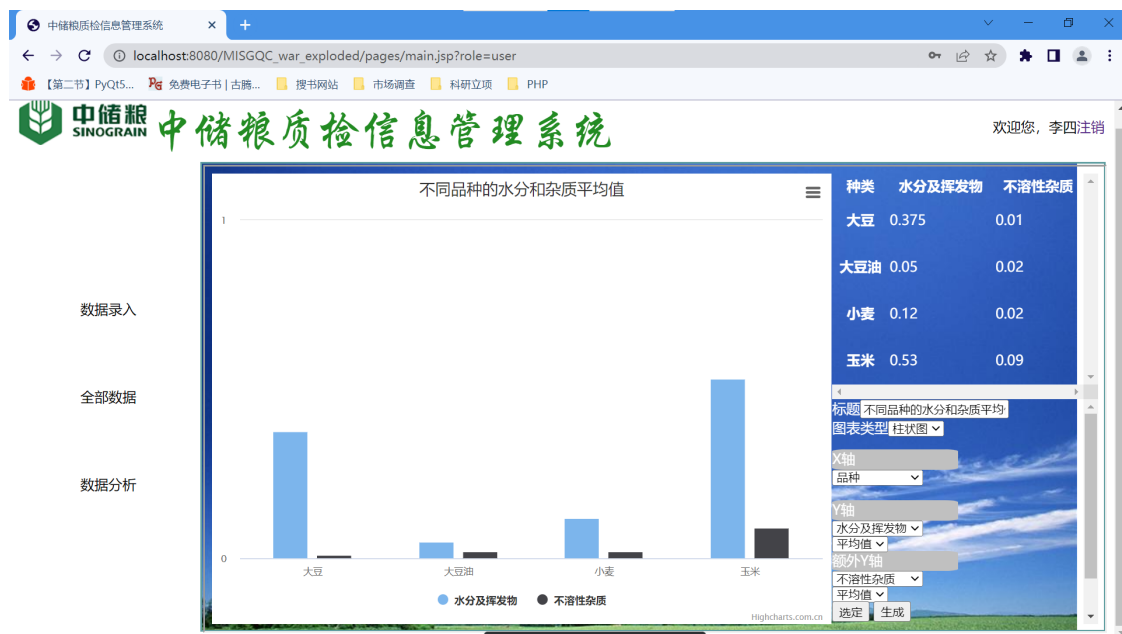 中储粮质检信息管理系统
localhost:8080/MISGQC_war_exploded/pages/main.jsp?role=user
【第二节】PyQt5... Pg 免费电子书 | 古腾... 搜书网站 市场调查 科研立项 PHP
中储粮
SINOGRAIN
中储粮质检信息管理系统
欢迎您，李四注销
数据录入
全部数据
数据分析
不同品种的水分和杂质平均值
1
0
大豆 大豆油 小麦 玉米
水分及挥发物 不溶性杂质
Highcharts.com.cn
种类 水分及挥发物 不溶性杂质
大豆 0.375 0.01
大豆油 0.05 0.02
小麦 0.12 0.02
玉米 0.53 0.09
标题 不同品种的水分和杂质平均
图表类型 柱状图
X轴
品种
Y轴
水分及挥发物
平均值
额外Y轴
不溶性杂质
平均值
选定 生成